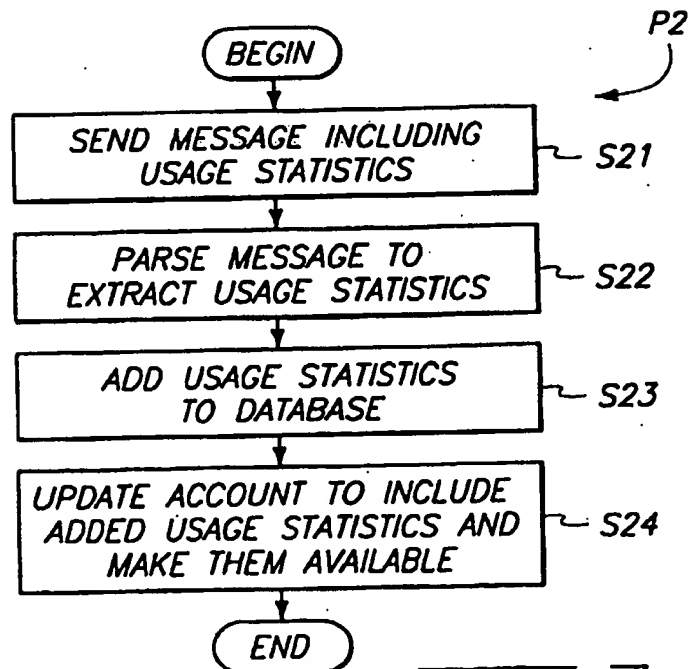 P2
BEGIN
SEND MESSAGE INCLUDING
USAGE STATISTICS
S21
PARSE MESSAGE TO
EXTRACT USAGE STATISTICS
S22
ADD USAGE STATISTICS
TO DATABASE
S23
UPDATE ACCOUNT TO INCLUDE
ADDED USAGE STATISTICS AND
MAKE THEM AVAILABLE
S24
END